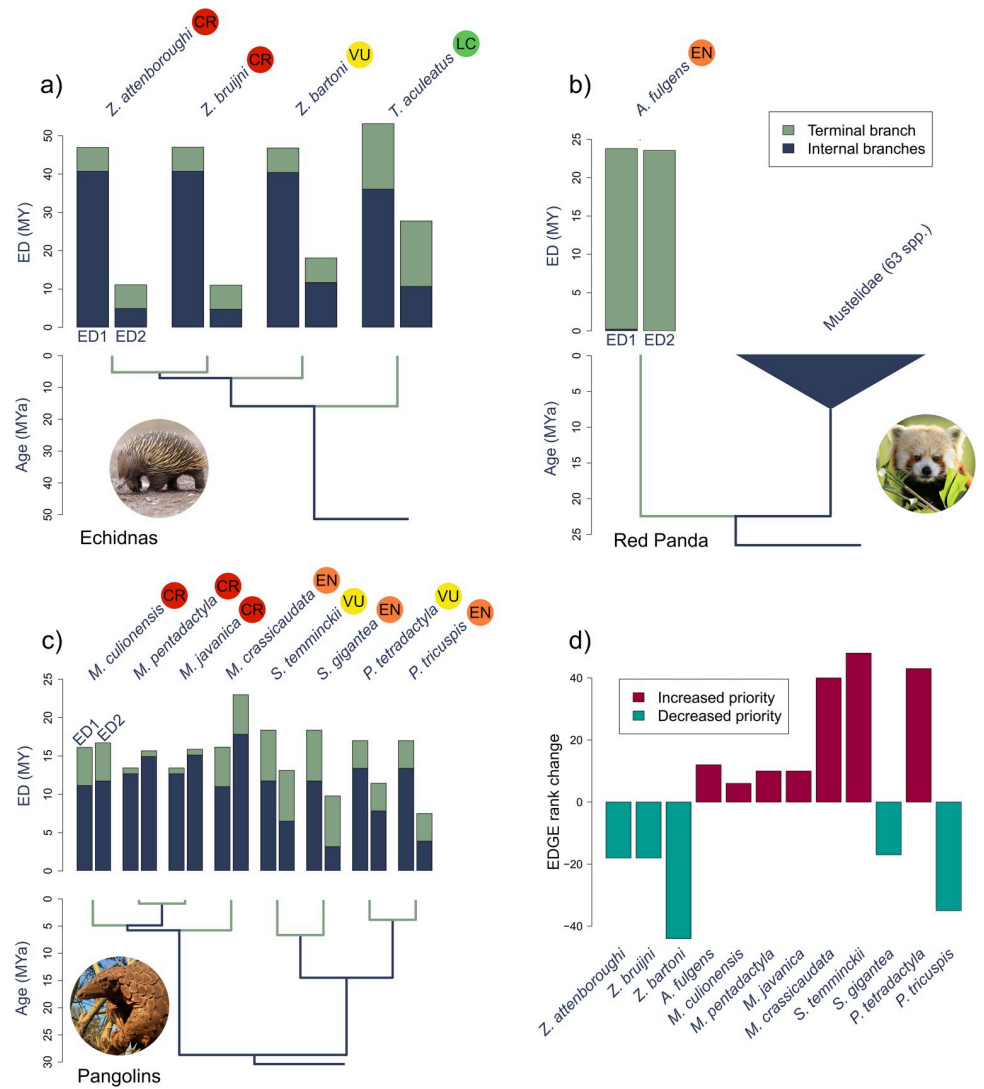 a)
Z. attenboroughi CR
Z. bruijni CR
Z. bartoni VU
T. aculeatus LC
ED (MY)
50
40
30
20
10
0
ED1 ED2
Age (MYa)
0
10
20
30
40
50
Echidnas
b)
A. fulgens EN
Terminal branch
Internal branches
ED (MY)
25
20
15
10
5
0
ED1 ED2
Mustelidae (63 spp.)
Age (MYa)
0
5
10
15
20
25
Red Panda
c)
M. culionensis CR
M. pentadactyla CR
M. javanica CR
M. crassicaudata EN
S. temminckii VU
S. gigantea EN
P. tetradactyla VU
P. tricuspis EN
ED (MY)
25
20
15
10
5
0
ED1 ED2
Age (MYa)
0
5
10
15
20
25
30
Pangolins
d)
Increased priority
Decreased priority
EDGE rank change
40
20
0
−20
−40
Z. attenboroughi
Z. bruijni
Z. bartoni
A. fulgens
M. culionensis
M. pentadactyla
M. javanica
M. crassicaudata
S. temminckii
S. gigantea
P. tetradactyla
P. tricuspis